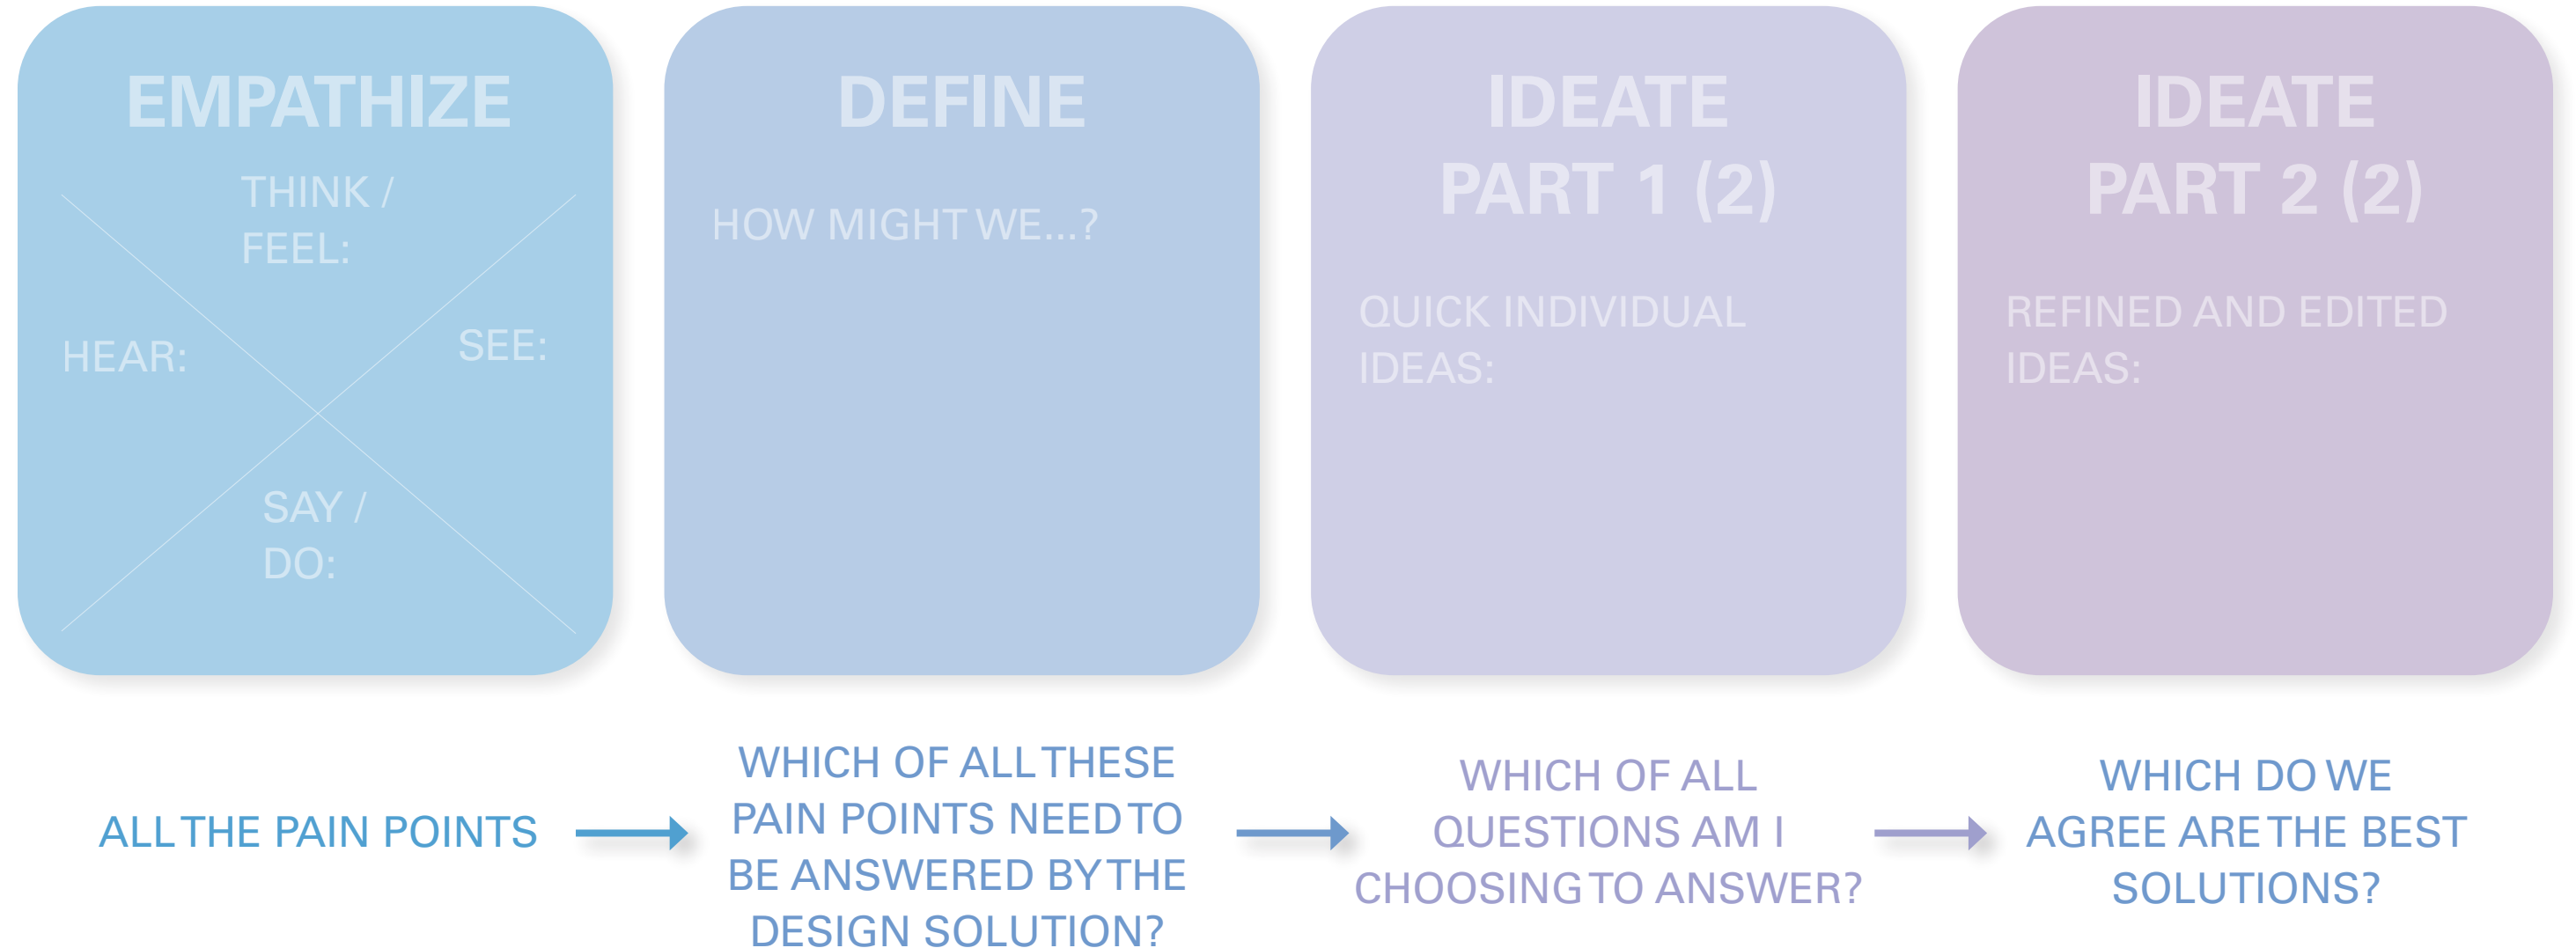 EMPATHIZE
THINK /
FEEL:
HEAR:
SEE:
SAY /
DO:
DEFINE
HOW MIGHT WE...?
IDEATE
PART 1 (2)
QUICK INDIVIDUAL
IDEAS:
IDEATE
PART 2 (2)
REFINED AND EDITED
IDEAS:
ALL THE PAIN POINTS
WHICH OF ALL THESE
PAIN POINTS NEED TO
BE ANSWERED BY THE
DESIGN SOLUTION?
WHICH OF ALL
QUESTIONS AM I
CHOOSING TO ANSWER?
WHICH DO WE
AGREE ARE THE BEST
SOLUTIONS?